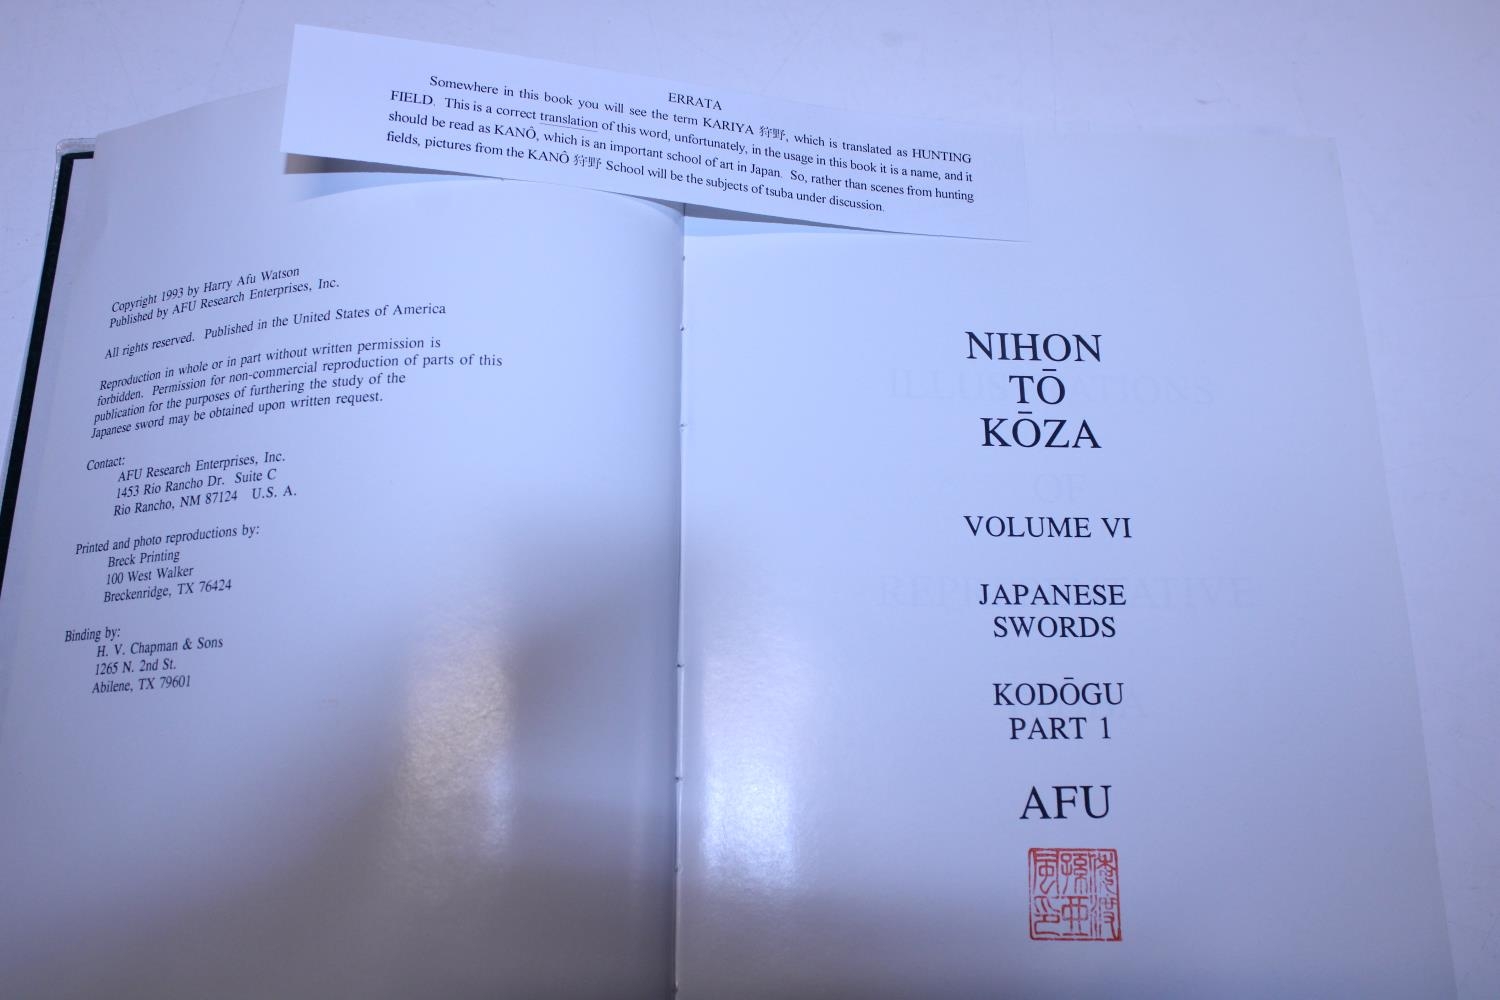 ERRATA
Somewhere in this book you will see the term KARIYA 狩野, which is translated as HUNTING
FIELD. This is a correct translation of this word, unfortunately, in the usage in this book it is a name, and it
should be read as KANÔ, which is an important school of art in Japan. So, rather than scenes from hunting
fields, pictures from the KANÔ 狩野 School will be the subjects of tsuba under discussion.
Copyright 1993 by Harry Afu Watson
Published by AFU Research Enterprises, Inc.
All rights reserved. Published in the United States of America
Reproduction in whole or in part without written permission is
forbidden. Permission for non-commercial reproduction of parts of this
publication for the purposes of furthering the study of the
Japanese sword may be obtained upon written request.
Contact:
AFU Research Enterprises, Inc.
1453 Rio Rancho Dr. Suite C
Rio Rancho, NM 87124 U.S. A.
Printed and photo reproductions by:
Breck Printing
100 West Walker
Breckenridge, TX 76424
Binding by:
H. V. Chapman & Sons
1265 N. 2nd St.
Abilene, TX 79601
NIHON
TŌ
KŌZA
VOLUME VI
JAPANESE
SWORDS
KODŌGU
PART 1
AFU